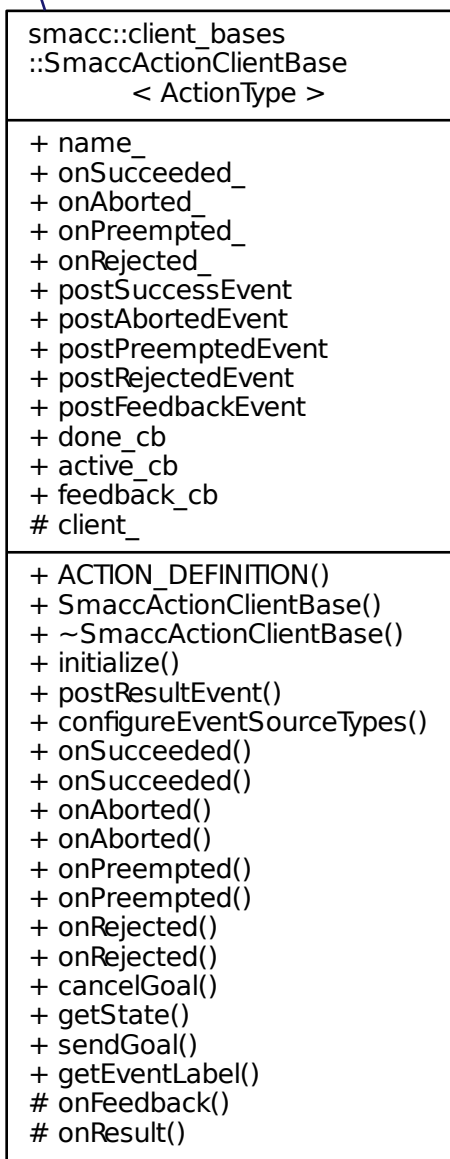 smacc::client_bases
::SmaccActionClientBase
< ActionType >
+ name_
+ onSucceeded_
+ onAborted_
+ onPreempted_
+ onRejected_
+ postSuccessEvent
+ postAbortedEvent
+ postPreemptedEvent
+ postRejectedEvent
+ postFeedbackEvent
+ done_cb
+ active_cb
+ feedback_cb
# client_
+ ACTION_DEFINITION()
+ SmaccActionClientBase()
+ ~SmaccActionClientBase()
+ initialize()
+ postResultEvent()
+ configureEventSourceTypes()
+ onSucceeded()
+ onSucceeded()
+ onAborted()
+ onAborted()
+ onPreempted()
+ onPreempted()
+ onRejected()
+ onRejected()
+ cancelGoal()
+ getState()
+ sendGoal()
+ getEventLabel()
# onFeedback()
# onResult()